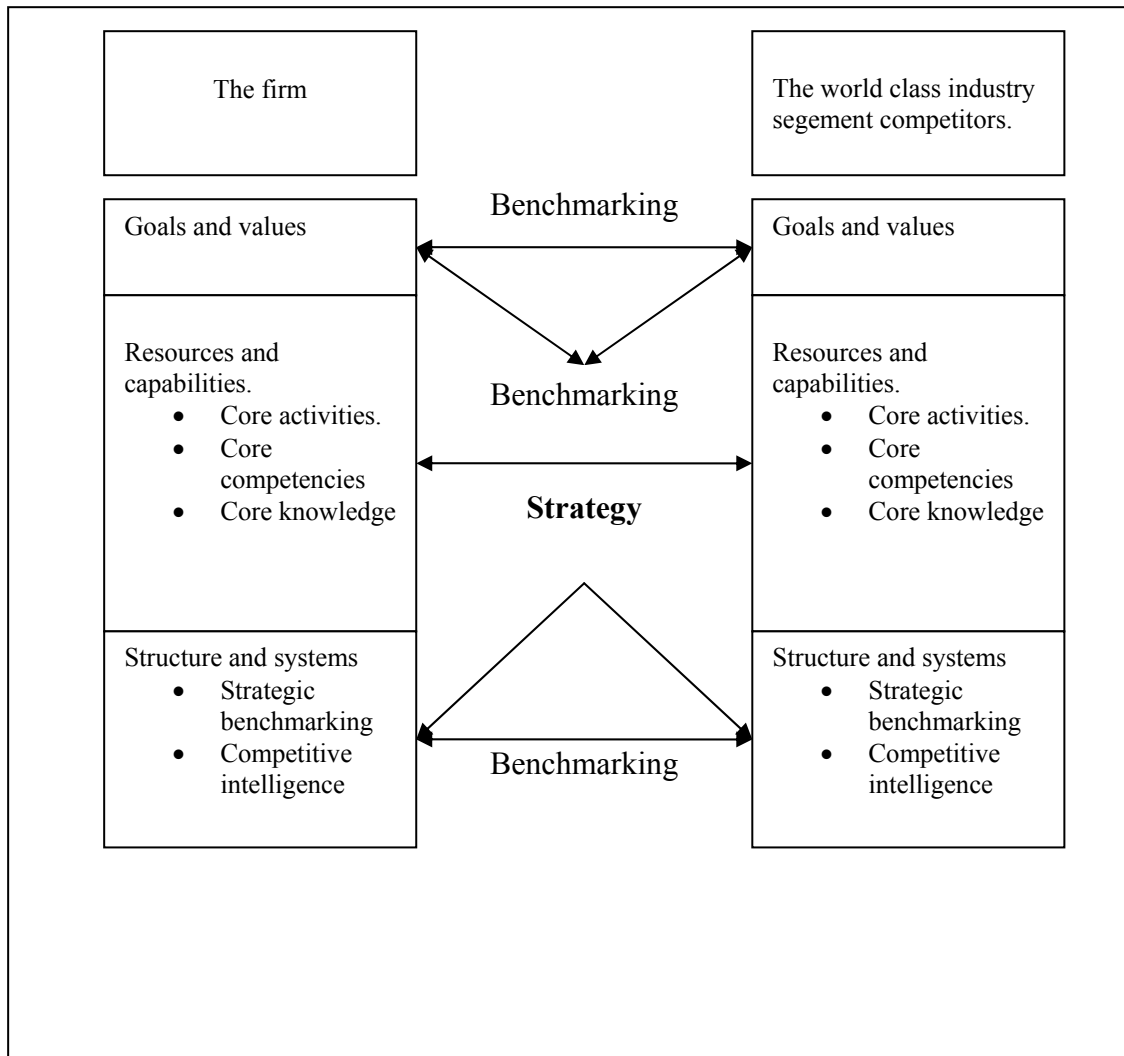 The firm
The world class industry
segement competitors.
Goals and values
Resources and
capabilities.
• Core activities.
• Core
competencies
• Core knowledge
Structure and systems
• Strategic
benchmarking
• Competitive
intelligence
Benchmarking
Benchmarking
Strategy
Benchmarking
Goals and values
Resources and
capabilities.
• Core activities.
• Core
competencies
• Core knowledge
Structure and systems
• Strategic
benchmarking
• Competitive
intelligence